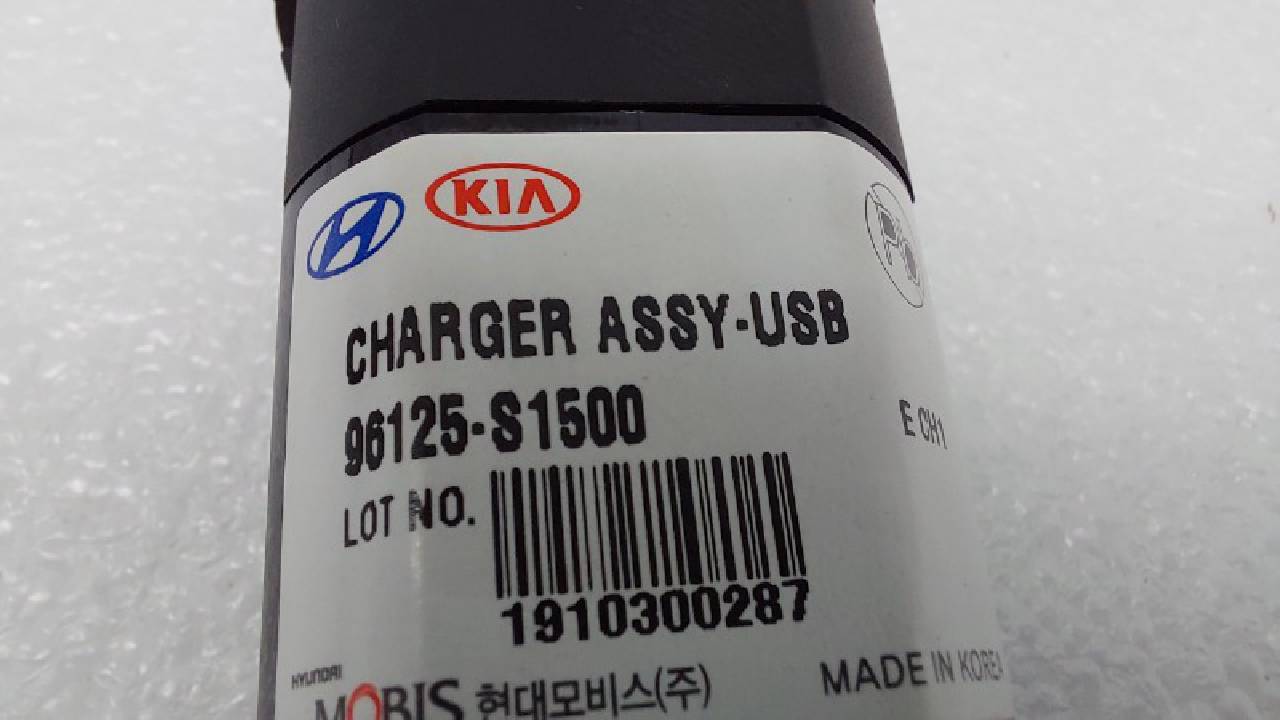 KIA
CHARGER ASSY-USB
96125-S1500
E CH1
LOT NO.
1910300287
HYUNDAI
MOBIS 현대모비스(주)
MADE IN KOREA